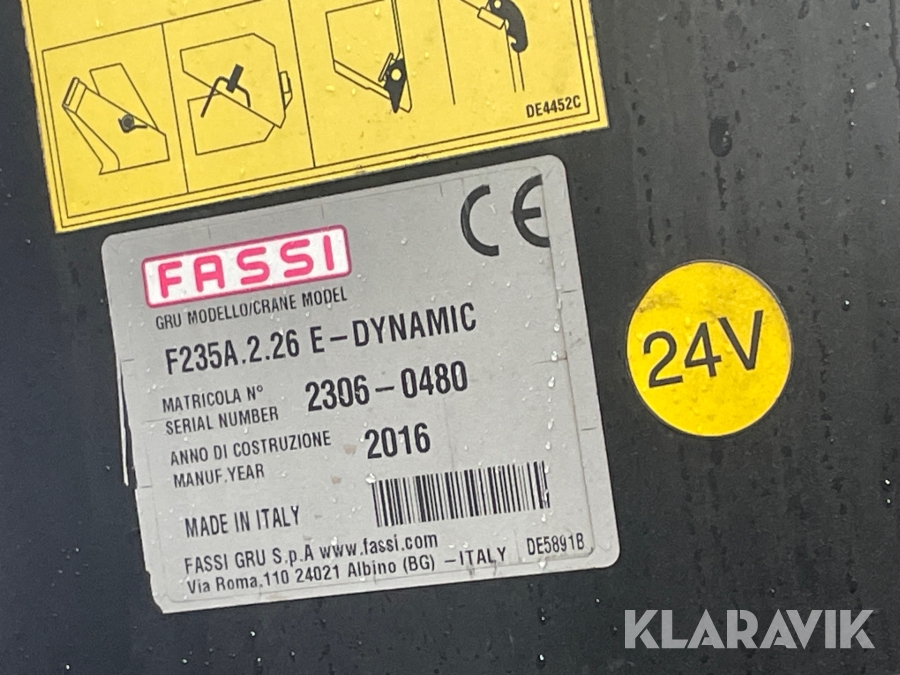 DE4452C
CE
FASSI
GRU MODELLO/CRANE MODEL
F235A.2.26 E-DYNAMIC
MATRICOLA Nº
SERIAL NUMBER 2306-0480
ANNO DI COSTRUZIONE
MANUF.YEAR 2016
MADE IN ITALY
FASSI GRU S.p.A www.fassi.com
DE5891B
Via Roma.110 24021 Albino (BG) -ITALY
24V
KLARAVIK